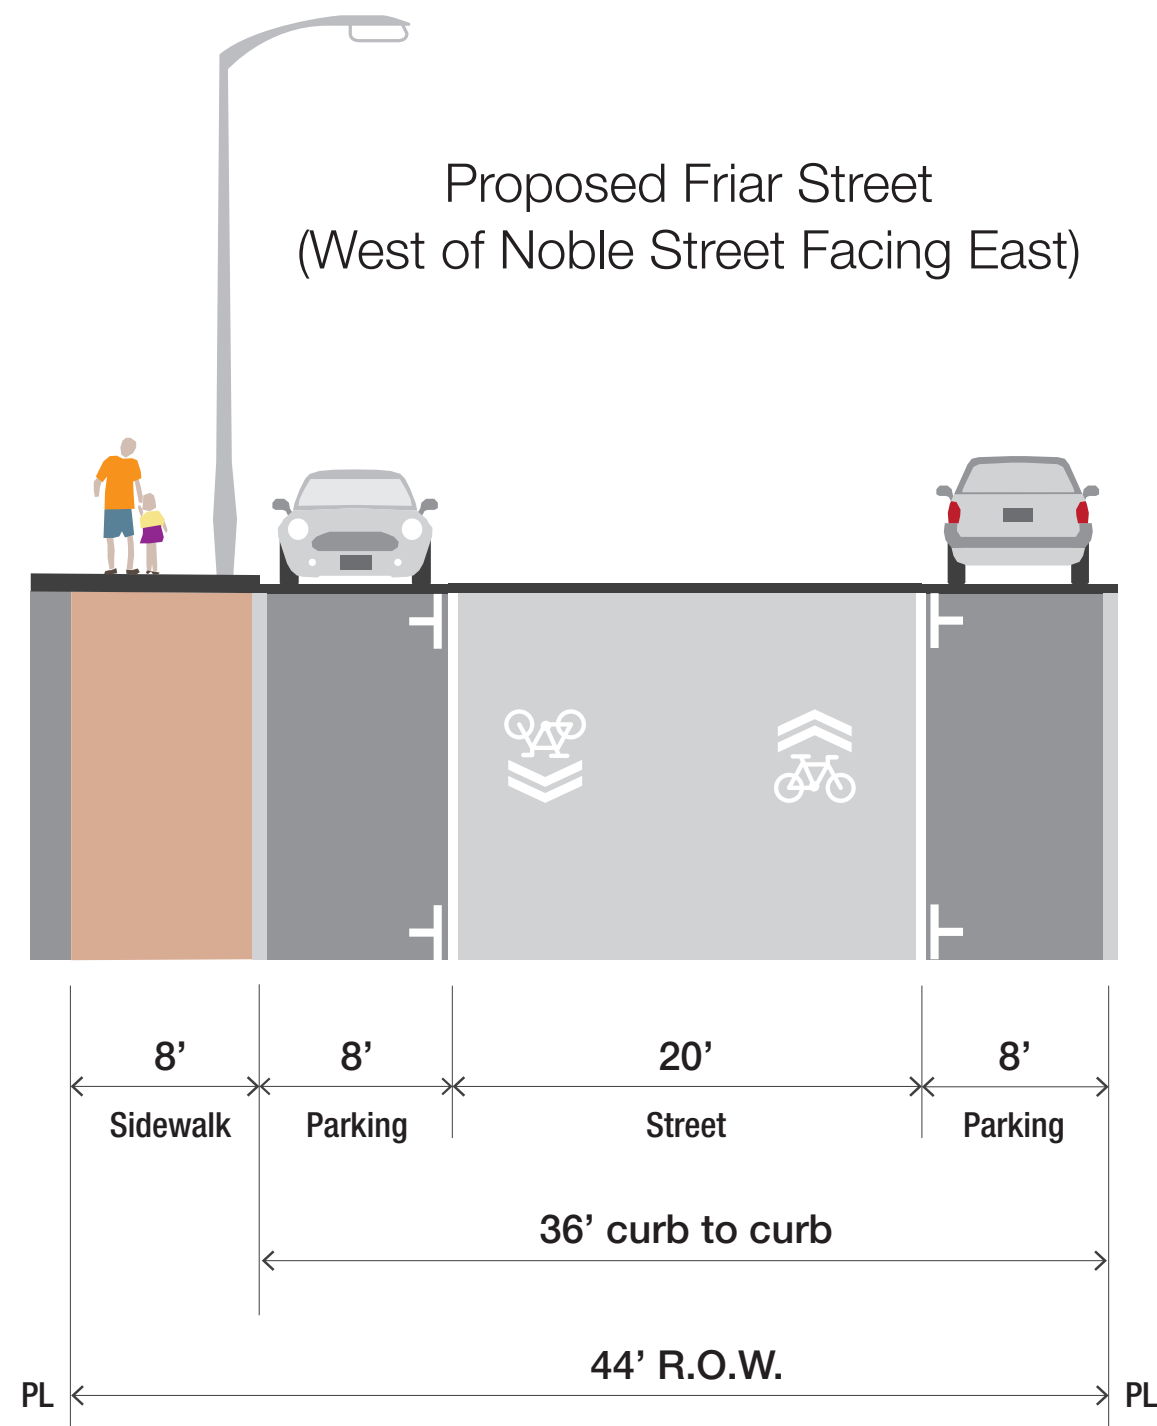 Proposed Friar Street
(West of Noble Street Facing East)
8’ 8’ 20’ 8’
Sidewalk Parking Street Parking
36’ curb to curb
44’ R.O.W.
PL PL